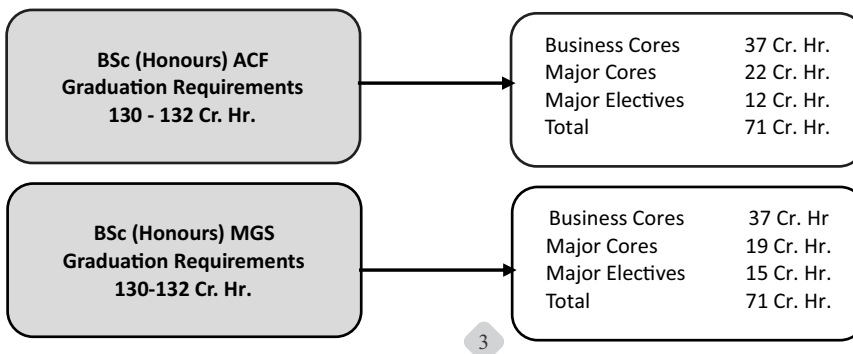 BSc (Honours) ACF
Graduation Requirements
130 - 132 Cr. Hr.
Business Cores 37 Cr. Hr.
Major Cores 22 Cr. Hr.
Major Electives 12 Cr. Hr.
Total 71 Cr. Hr.
BSc (Honours) MGS
Graduation Requirements
130-132 Cr. Hr.
Business Cores 37 Cr. Hr
Major Cores 19 Cr. Hr.
Major Electives 15 Cr. Hr.
Total 71 Cr. Hr.
3